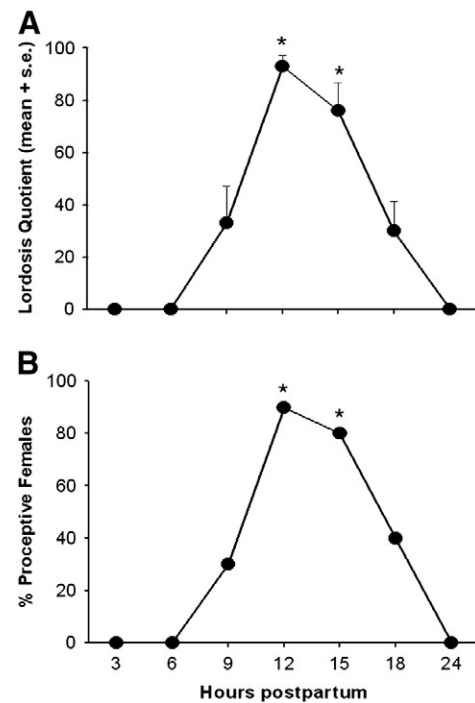 A
Lordosis Quotient (mean + s.e.)
100
80
60
40
20
0
*
*
B
% Proceptive Females
100
80
60
40
20
0
*
*
3 6 9 12 15 18 24
Hours postpartum